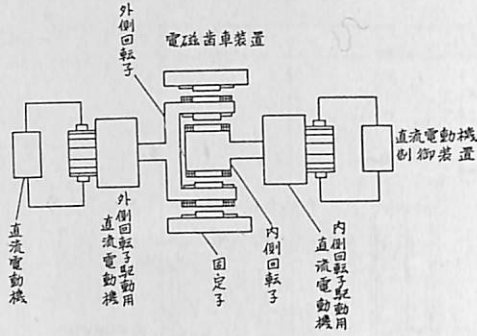 電磁歯車装置
外側回転子
直流電動機
制御装置
直流電動機
外側回転子駆動用
直流電動機
固定子
内側回転子
内側回転子駆動用
直流電動機